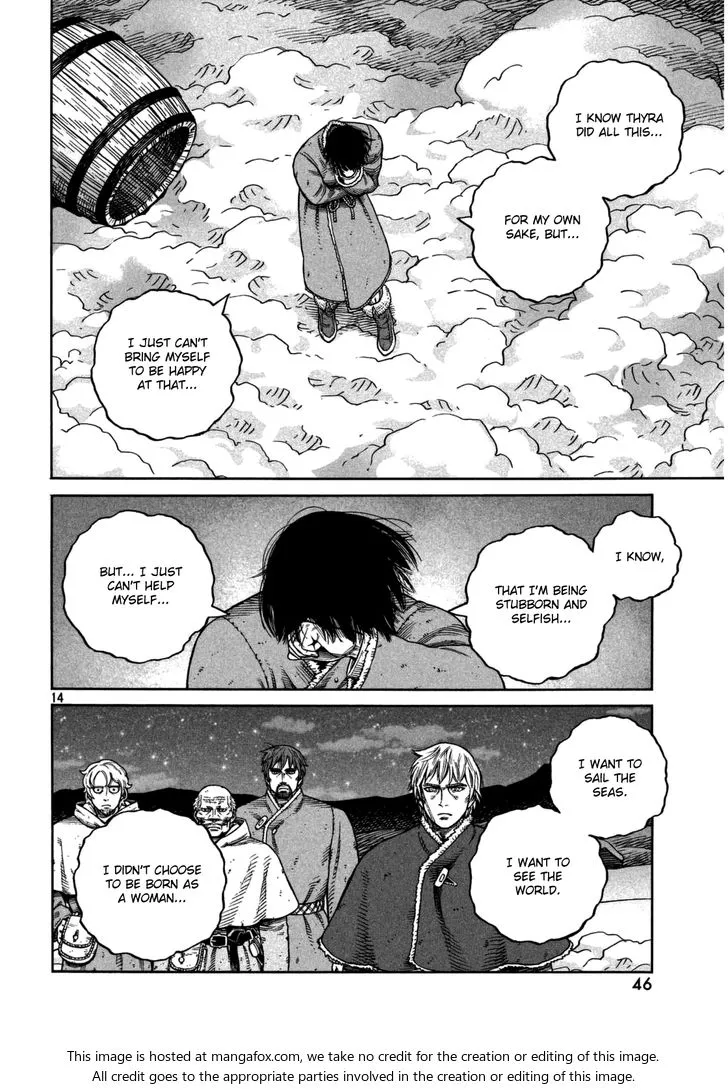 I KNOW THYRA
DID ALL THIS...
FOR MY OWN
SAKE, BUT...
I JUST CAN'T
BRING MYSELF
TO BE HAPPY
AT THAT...
I KNOW,
THAT I'M BEING
STUBBORN AND
SELFISH...
BUT... I JUST
CAN'T HELP
MYSELF...
14
I WANT TO
SAIL THE
SEAS.
I WANT TO
SEE THE
WORLD.
I DIDN'T CHOOSE
TO BE BORN AS
A WOMAN...
46
This image is hosted at mangafox.com, we take no credit for the creation or editing of this image.
All credit goes to the appropriate parties involved in the creation or editing of this image.